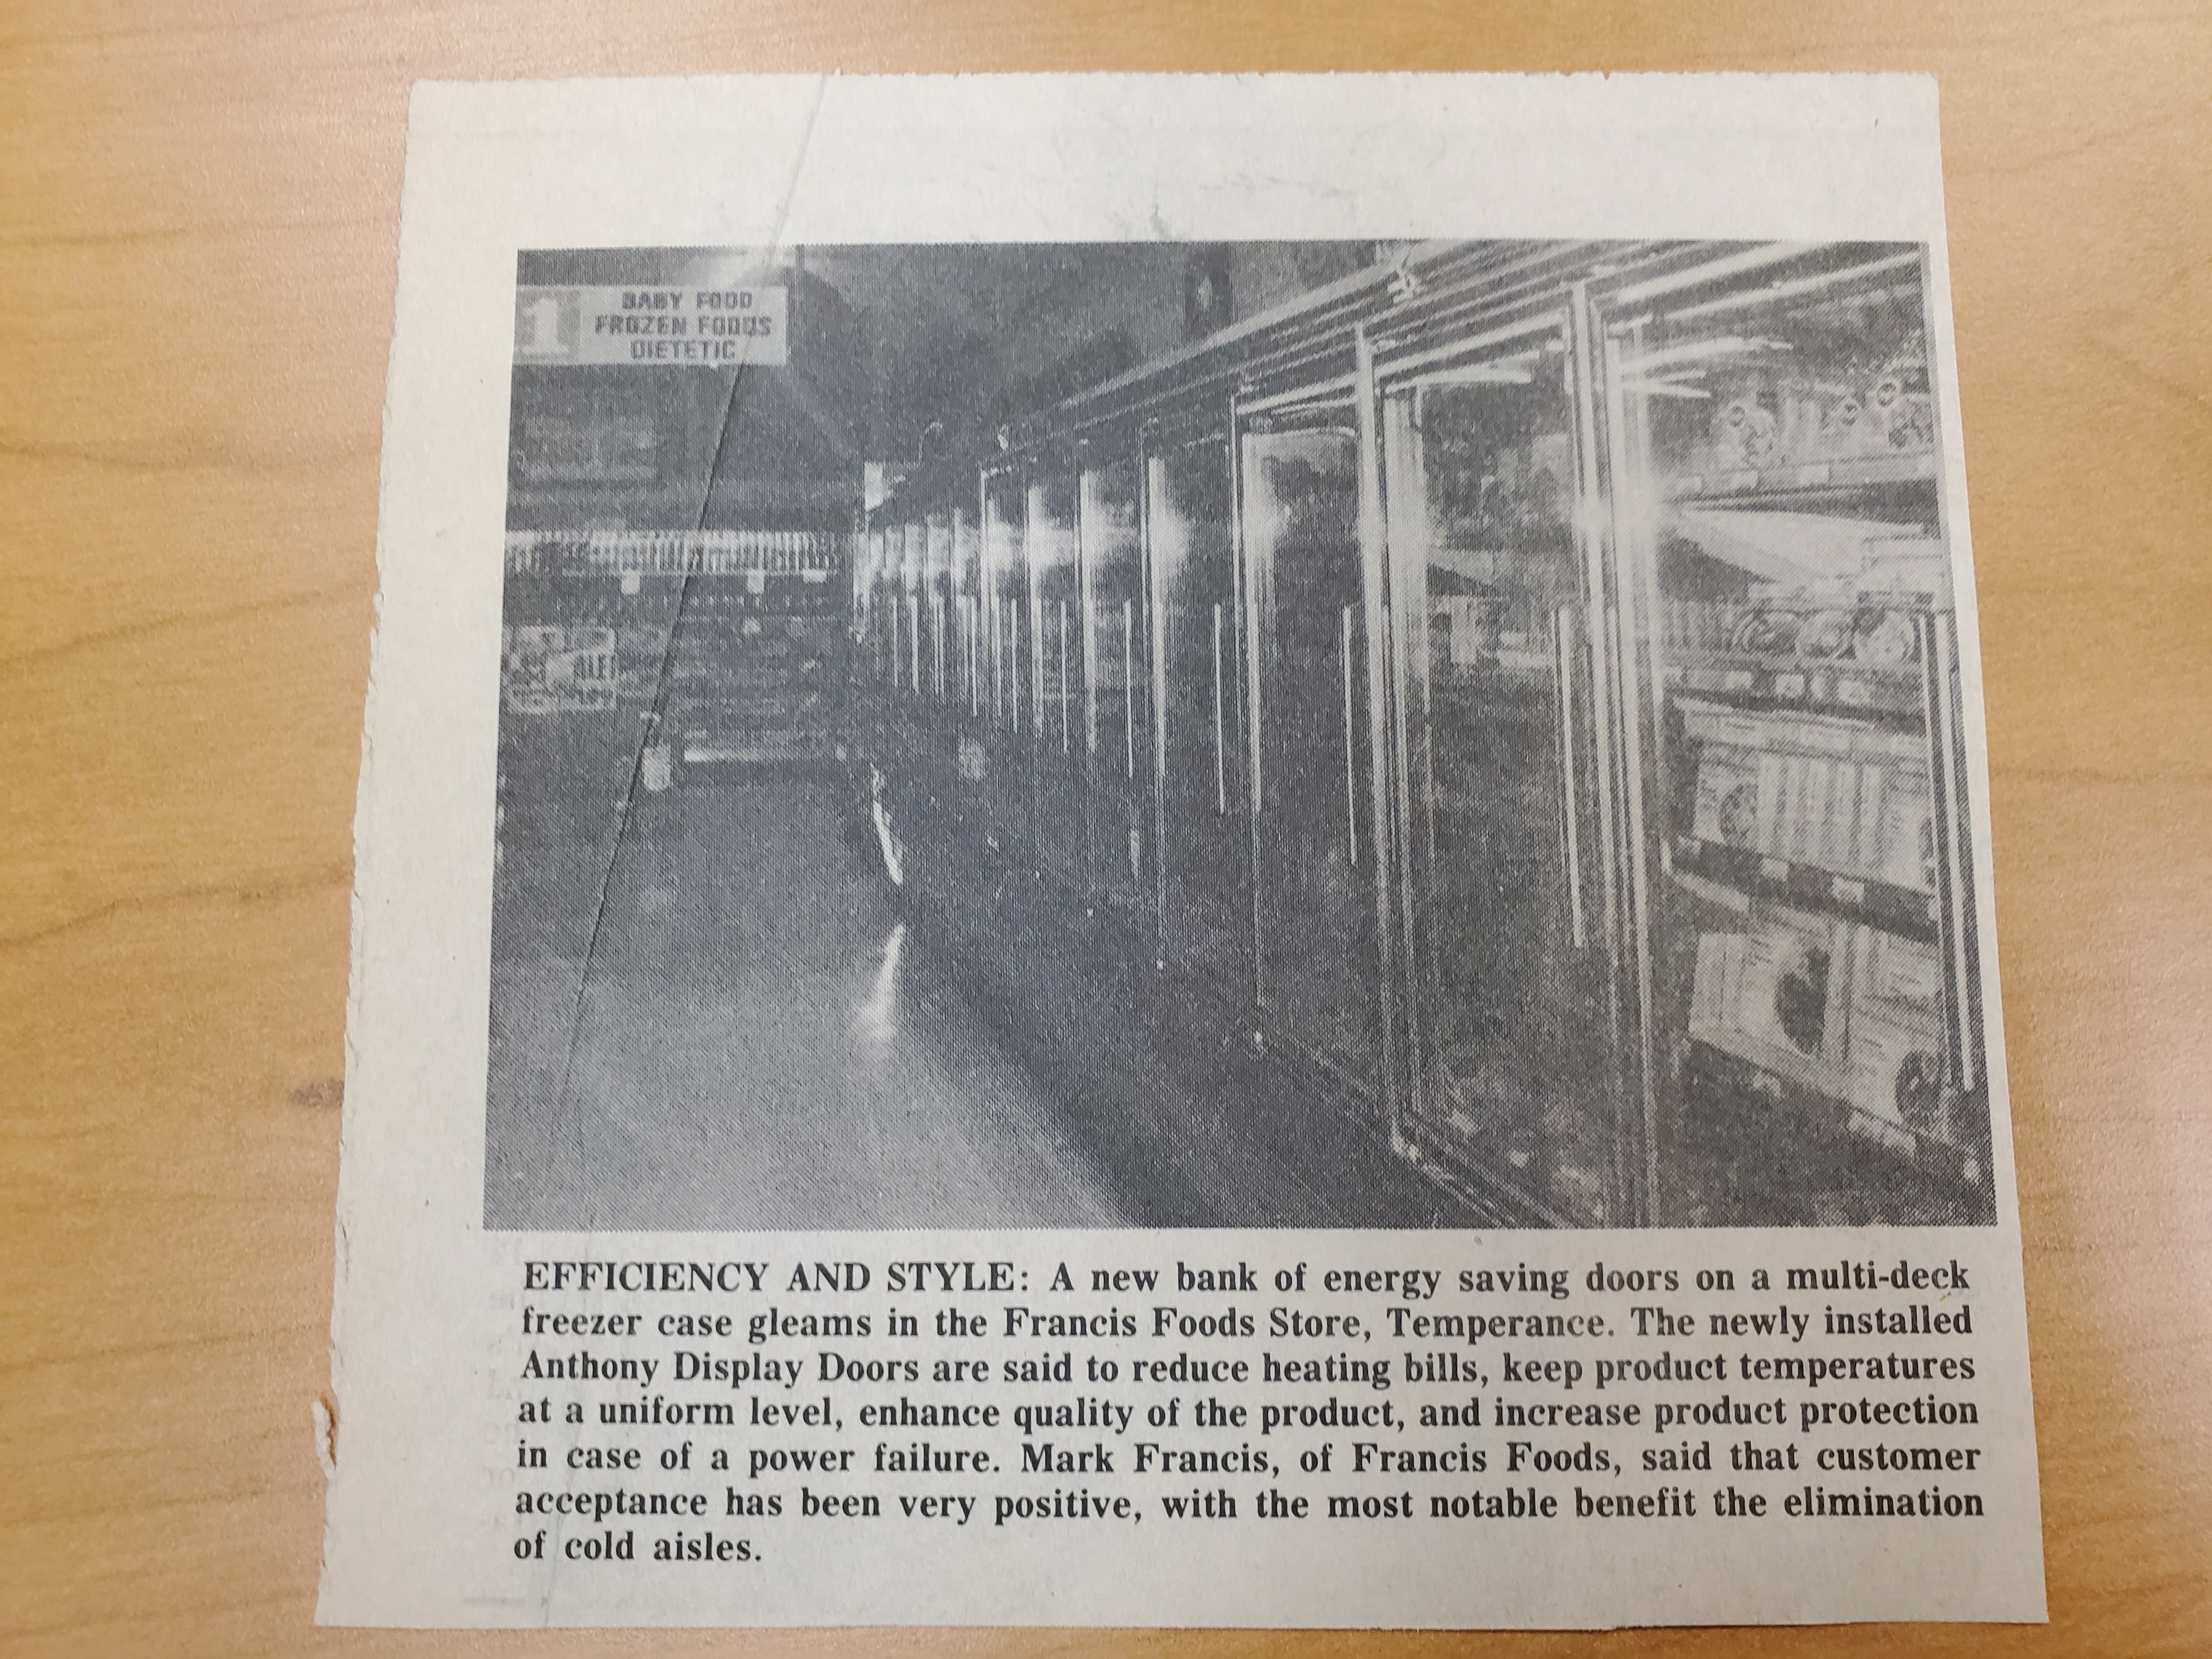 1
BABY FOOD
FROZEN FOODS
DIETETIC
EFFICIENCY AND STYLE: A new bank of energy saving doors on a multi-deck
freezer case gleams in the Francis Foods Store, Temperance. The newly installed
Anthony Display Doors are said to reduce heating bills, keep product temperatures
at a uniform level, enhance quality of the product, and increase product protection
in case of a power failure. Mark Francis, of Francis Foods, said that customer
acceptance has been very positive, with the most notable benefit the elimination
of cold aisles.